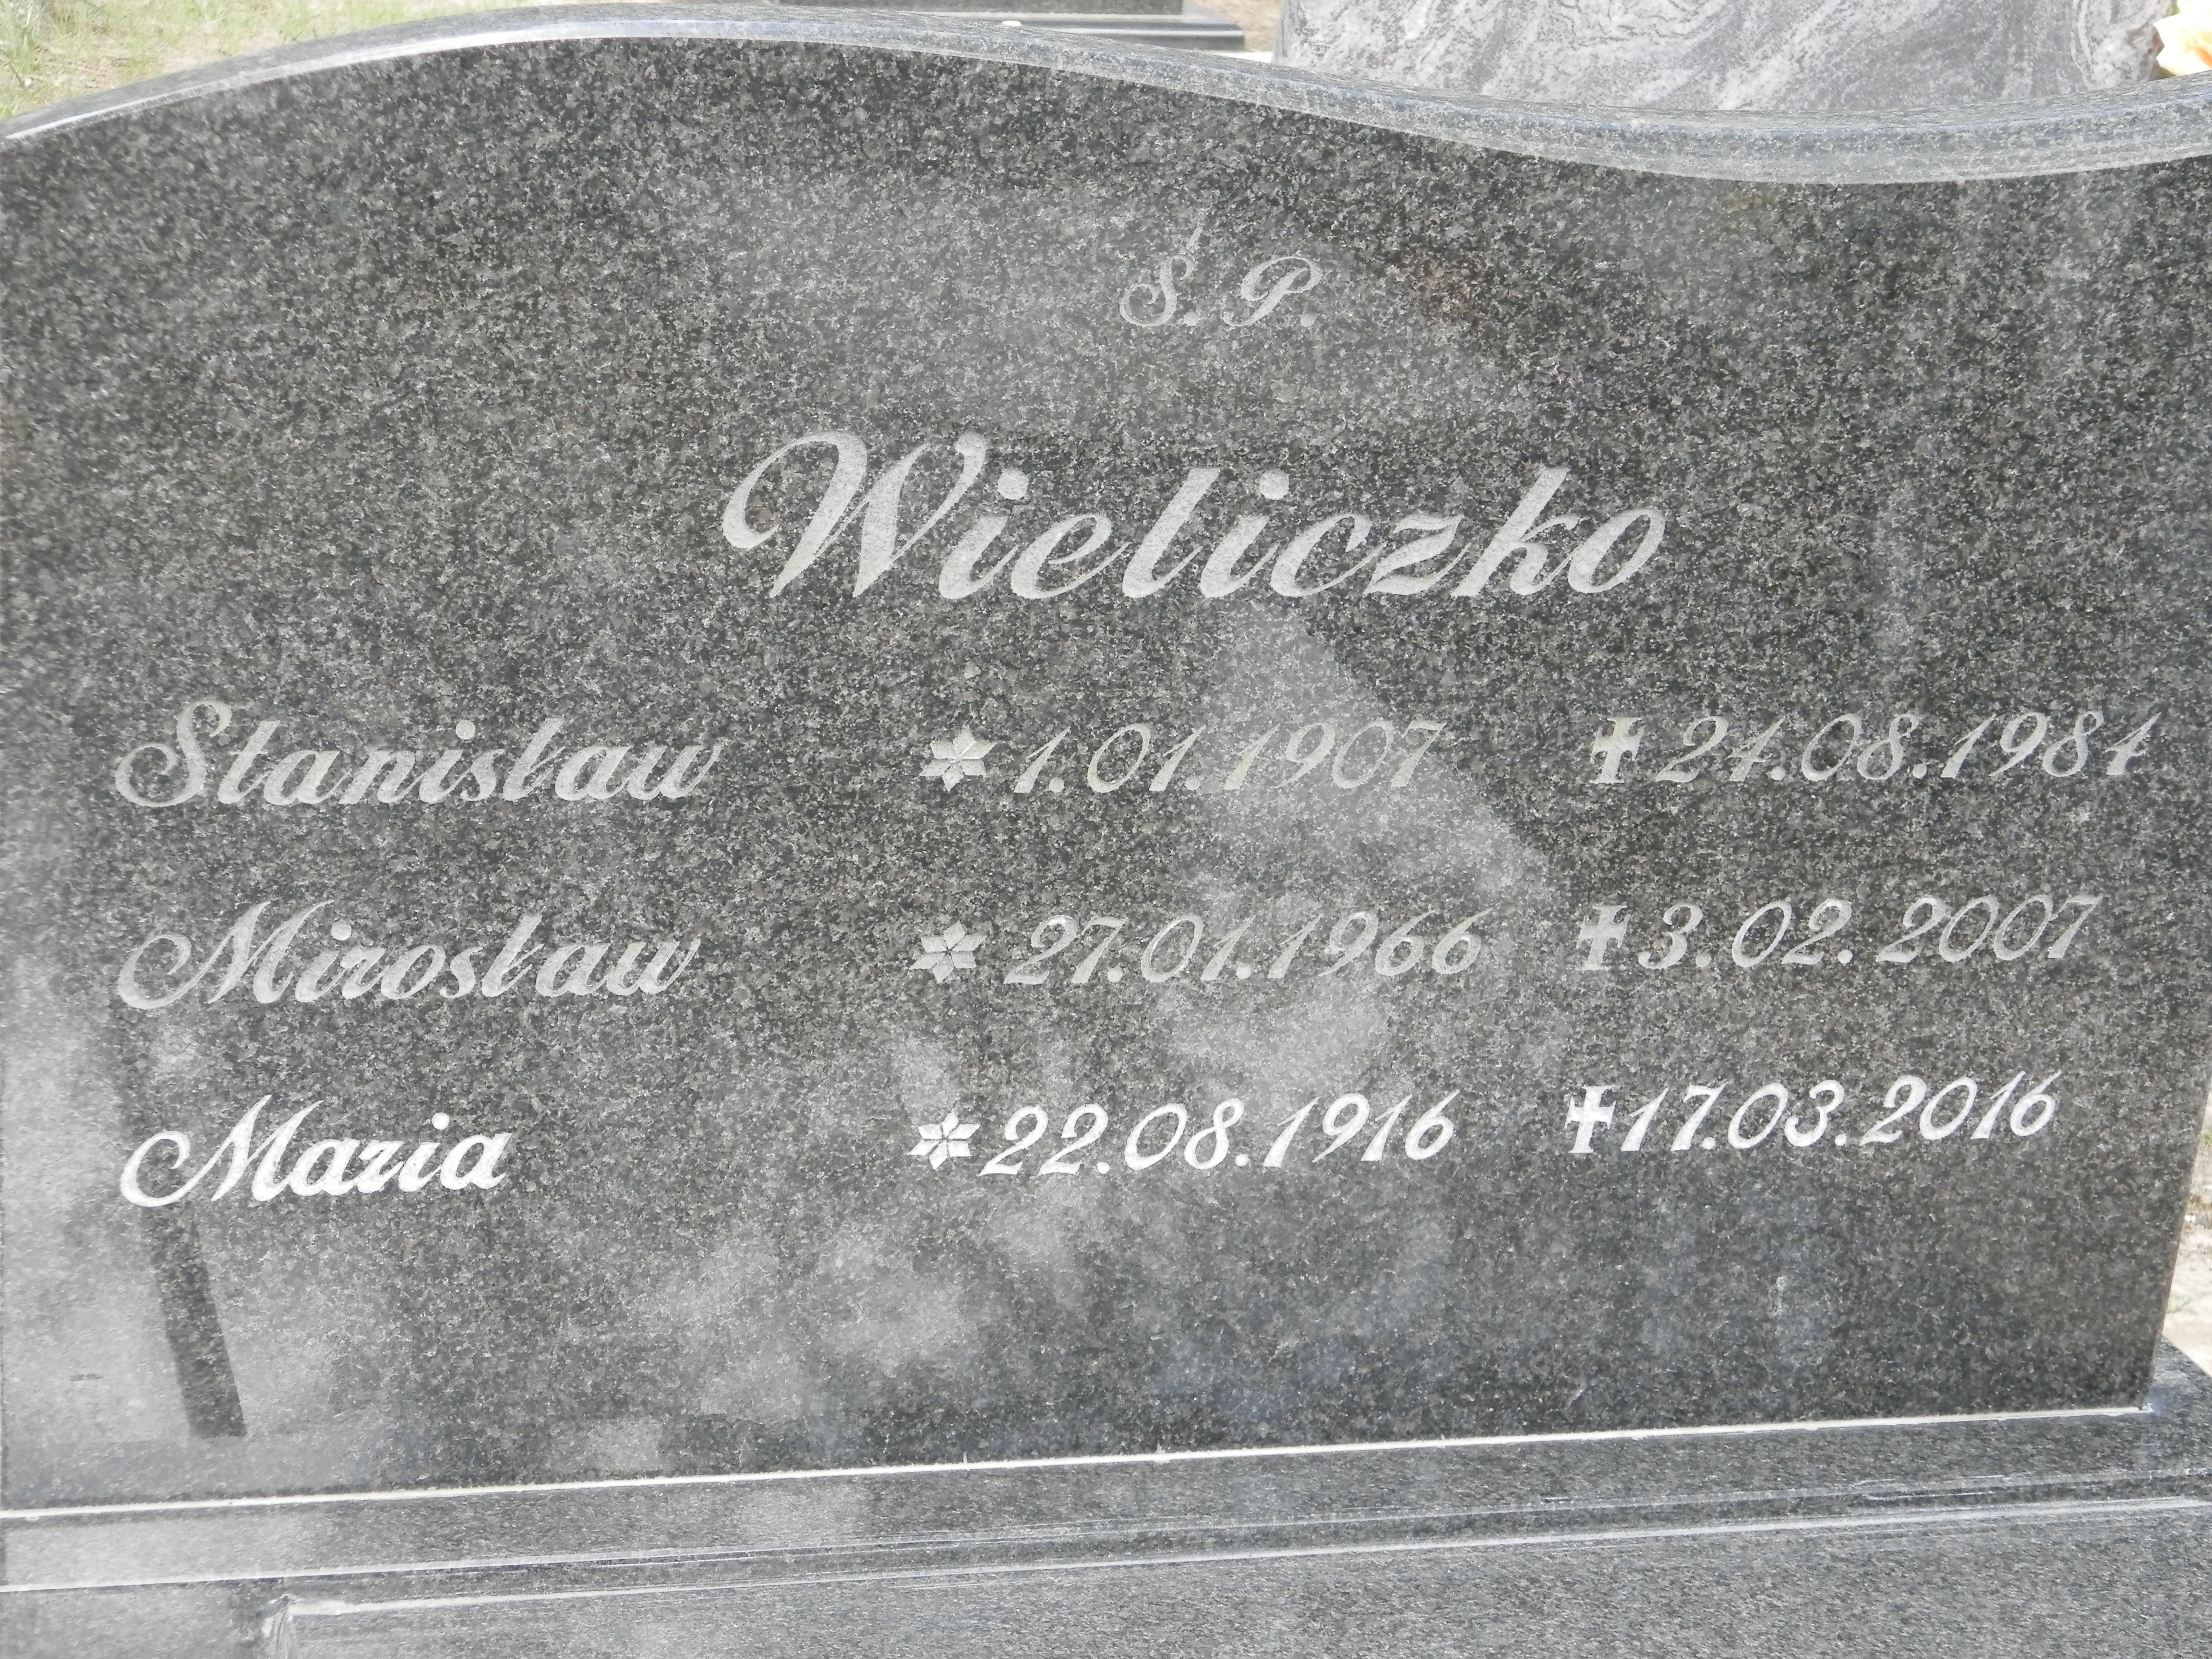 Ś. P.
Wieliczko
Stanisław * 1.01.1907 ✝ 24.08.1984
Mirosław * 27.01.1966 ✝ 3.02.2007
Maria * 22.08.1916 ✝ 17.03.2016